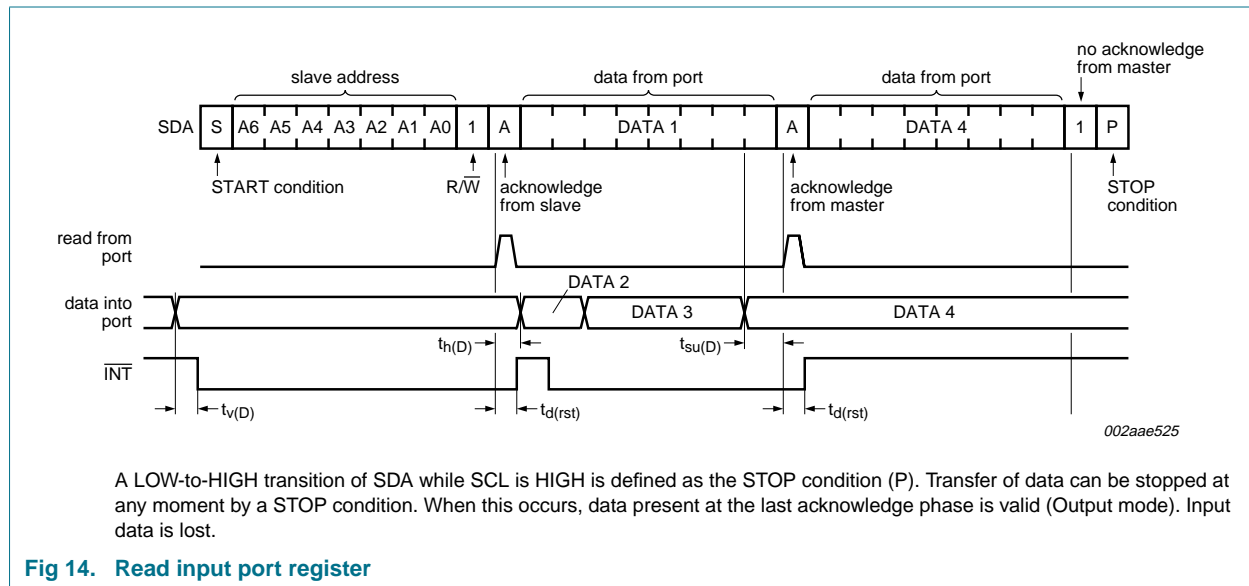 no acknowledge
from master
slave address
data from port
data from port
SDA S A6 A5 A4 A3 A2 A1 A0 1 A DATA 1 A DATA 4 1 P
START condition
R/W
acknowledge
from slave
acknowledge
from master
STOP
condition
read from
port
data into
port
DATA 2
DATA 3
DATA 4
th(D)
tsu(D)
INT
tv(D)
td(rst)
td(rst)
002aae525
A LOW-to-HIGH transition of SDA while SCL is HIGH is defined as the STOP condition (P). Transfer of data can be stopped at
any moment by a STOP condition. When this occurs, data present at the last acknowledge phase is valid (Output mode). Input
data is lost.
Fig 14. Read input port register